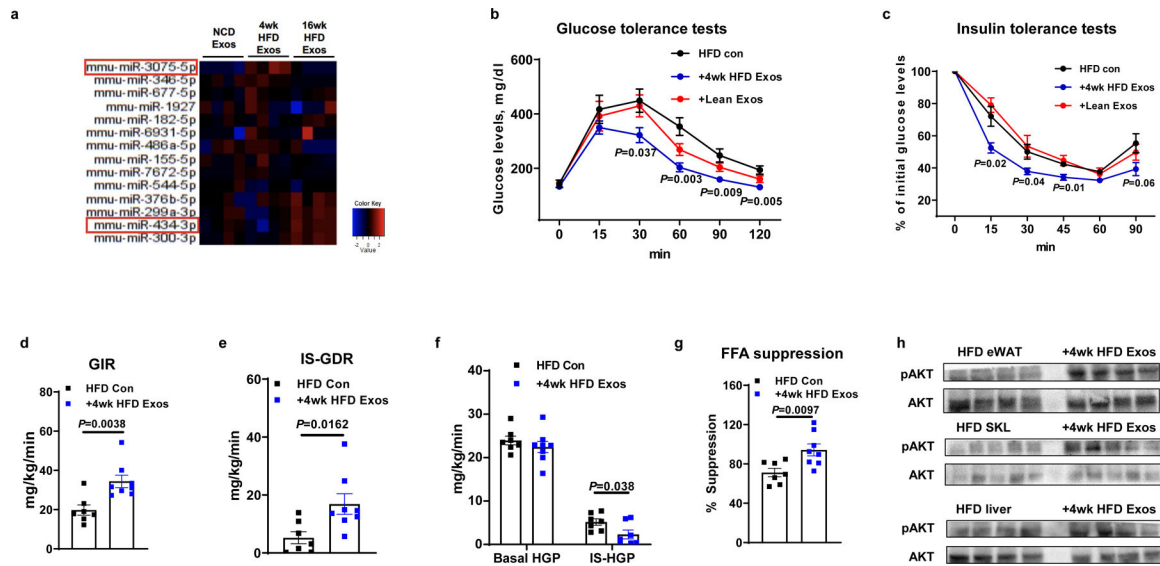 a
NCD
Exos
4wk
HFD
Exos
16wk
HFD
Exos
mmu-miR-3075-5p
mmu-miR-346-5p
mmu-miR-677-5p
mmu-miR-1927
mmu-miR-182-5p
mmu-miR-6931-5p
mmu-miR-486a-5p
mmu-miR-155-5p
mmu-miR-7672-5p
mmu-miR-544-5p
mmu-miR-376b-5p
mmu-miR-299a-3p
mmu-miR-434-3p
mmu-miR-300-3p
Color Key
-2 0 2
Value
b
Glucose tolerance tests
Glucose levels, mg/dl
600
400
200
0
HFD con
+4wk HFD Exos
+Lean Exos
P=0.037
P=0.003
P=0.009
P=0.005
0 15 30 60 90 120
min
c
Insulin tolerance tests
% of initial glucose levels
100
80
60
40
20
0
HFD con
+4wk HFD Exos
+Lean Exos
P=0.02
P=0.04
P=0.01
P=0.06
0 15 30 45 60 90
min
d
GIR
HFD Con
+4wk HFD Exos
P=0.0038
mg/kg/min
80
60
40
20
0
e
IS-GDR
HFD Con
+4wk HFD Exos
P=0.0162
mg/kg/min
60
40
20
0
f
HFD Con
+4wk HFD Exos
mg/kg/min
40
30
20
10
0
P=0.038
Basal HGP IS-HGP
g
FFA suppression
HFD Con
+4wk HFD Exos
P=0.0097
% Suppression
160
120
80
40
0
h
HFD eWAT +4wk HFD Exos
pAKT
AKT
HFD SKL +4wk HFD Exos
pAKT
AKT
HFD liver +4wk HFD Exos
pAKT
AKT